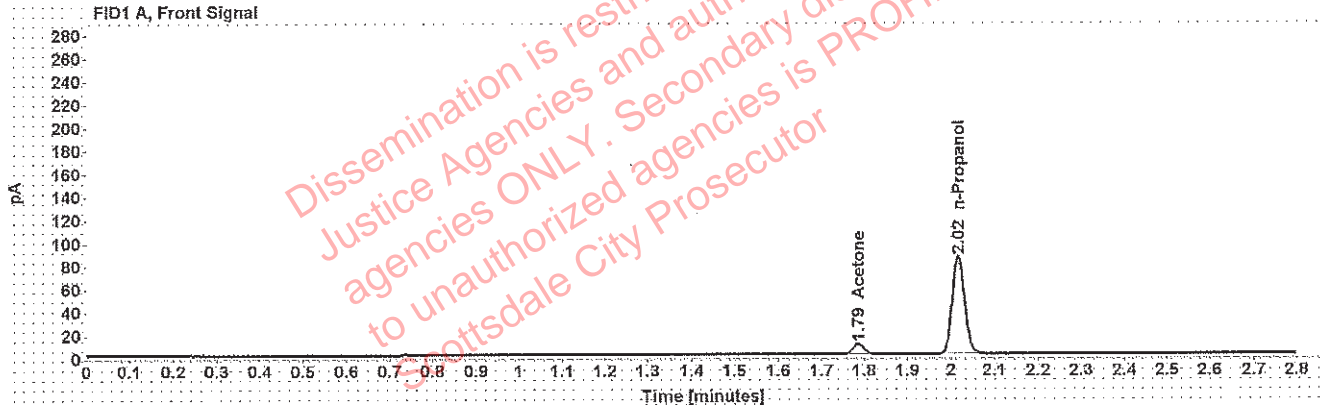 FID1 A, Front Signal
280
260
240
220
200
180
160
140
120
100
80
60
40
20
0
pA
1.79 Acetone
2.02 n-Propanol
0 0.1 0.2 0.3 0.4 0.5 0.6 0.7 0.8 0.9 1 1.1 1.2 1.3 1.4 1.5 1.6 1.7 1.8 1.9 2 2.1 2.2 2.3 2.4 2.5 2.6 2.7 2.8
Time [minutes]
Dissemination is
Justice Agencies and
agencies ONLY. Secondary
to unauthorized agencies is
Scottsdale City Prosecutor